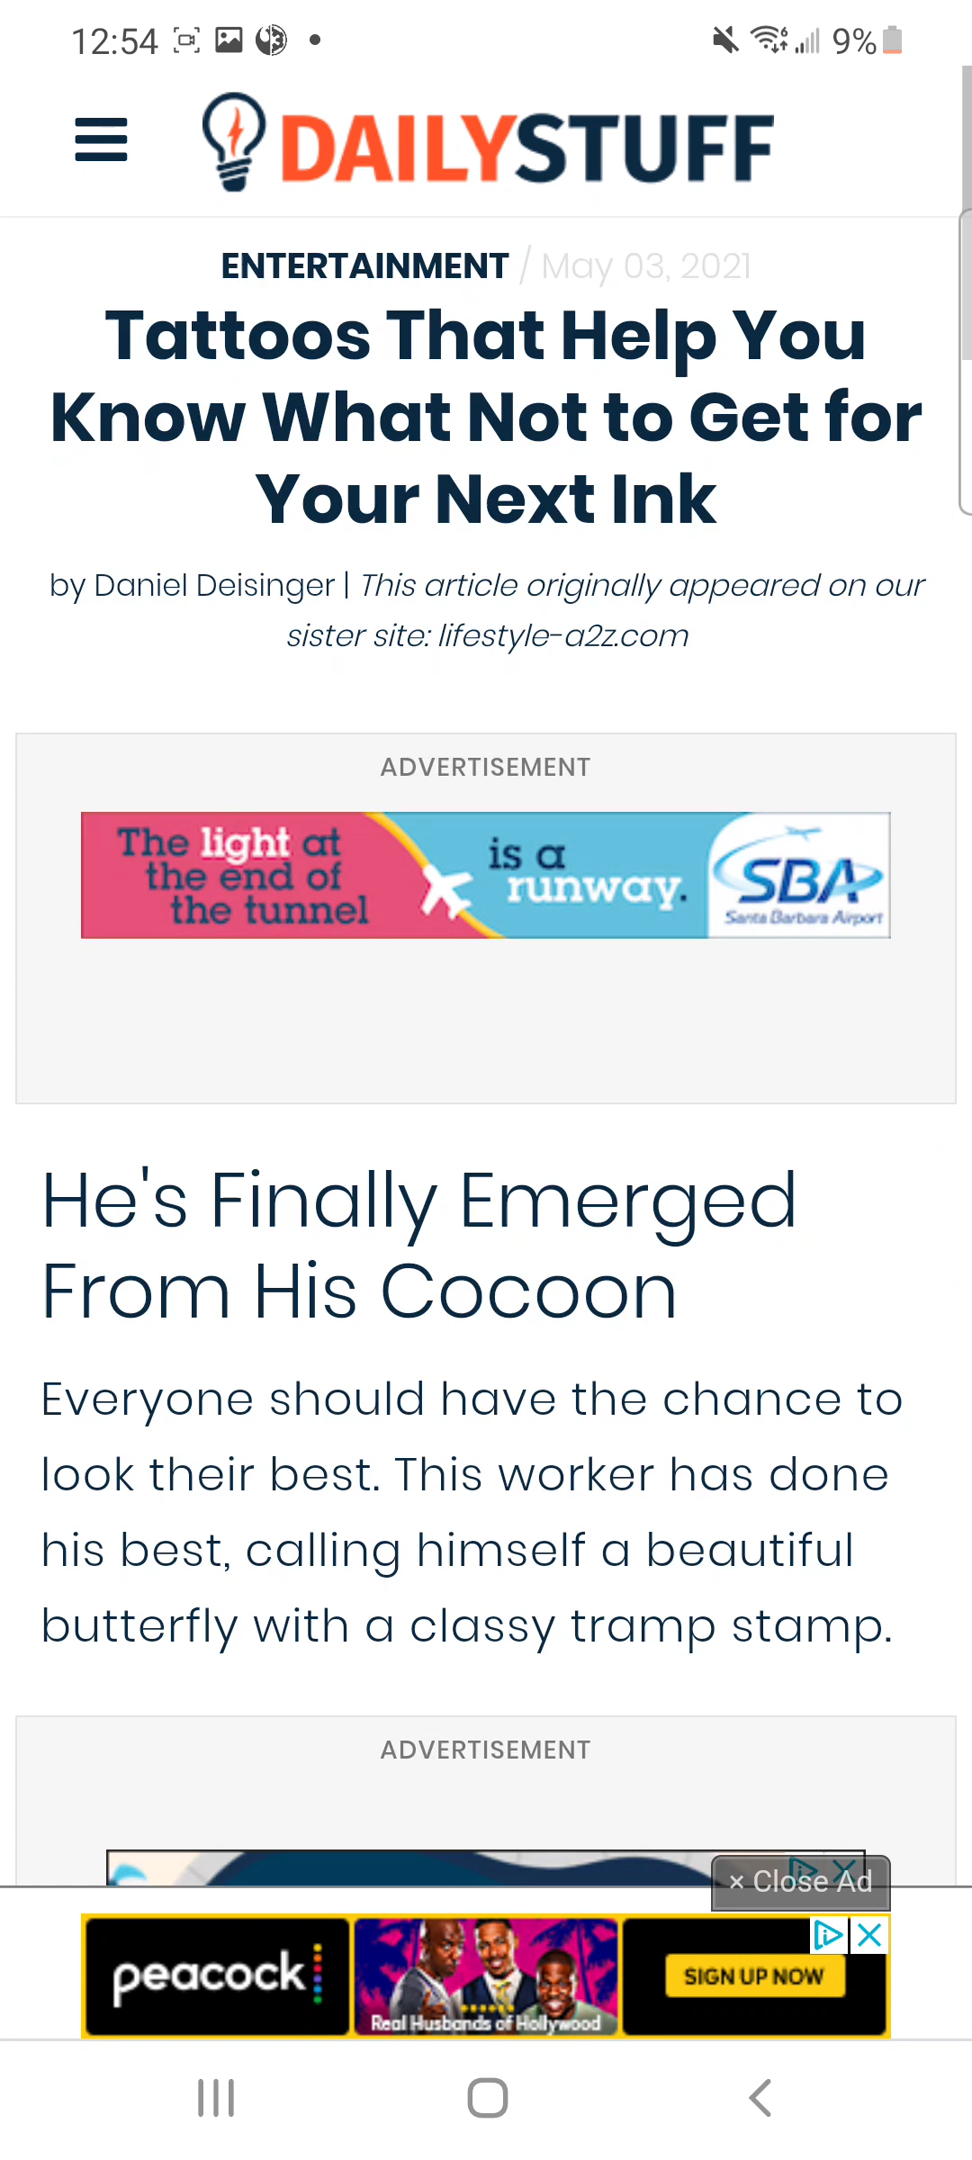 12:54
9%
DAILYSTUFF
ENTERTAINMENT / May 03, 2021
Tattoos That Help You
Know What Not to Get for
Your Next Ink
by Daniel Deisinger | This article originally appeared on our
sister site: lifestyle-a2z.com
ADVERTISEMENT
The light at
the end of
the tunnel
is a
runway.
SBA
Santa Barbara Airport
He's Finally Emerged
From His Cocoon
Everyone should have the chance to
look their best. This worker has done
his best, calling himself a beautiful
butterfly with a classy tramp stamp.
ADVERTISEMENT
× Close Ad
peacock
Real Husbands of Hollywood
SIGN UP NOW